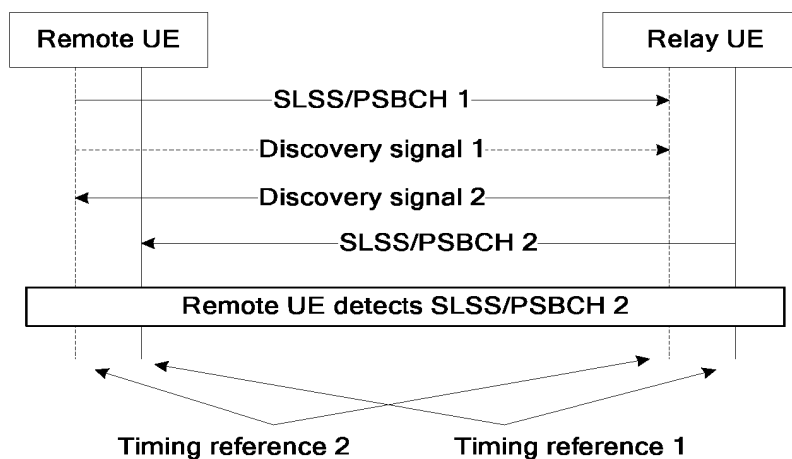 Remote UE
Relay UE
SLSS/PSBCH 1
Discovery signal 1
Discovery signal 2
SLSS/PSBCH 2
Remote UE detects SLSS/PSBCH 2
Timing reference 2
Timing reference 1